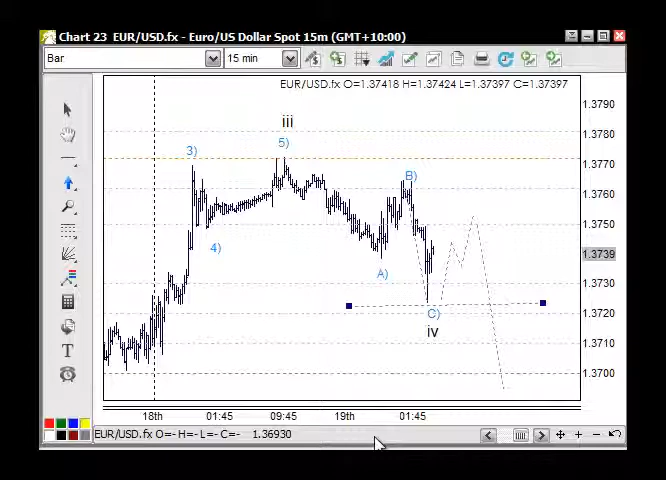 Chart 23 EUR/USD.fx - Euro/US Dollar Spot 15m (GMT+10:00)
Bar 15 min
EUR/USD.fx O=1.37418 H=1.37424 L=1.37397 C=1.37397
1.3790
iii
1.3780
5)
3)
1.3770
B)
1.3760
1.3750
4)
1.3739
A)
1.3730
C)
1.3720
iv
1.3710
1.3700
T
18th 01:45 09:45 19th 01:45
EUR/USD.fx O=- H=- L=- C=- 1.36930